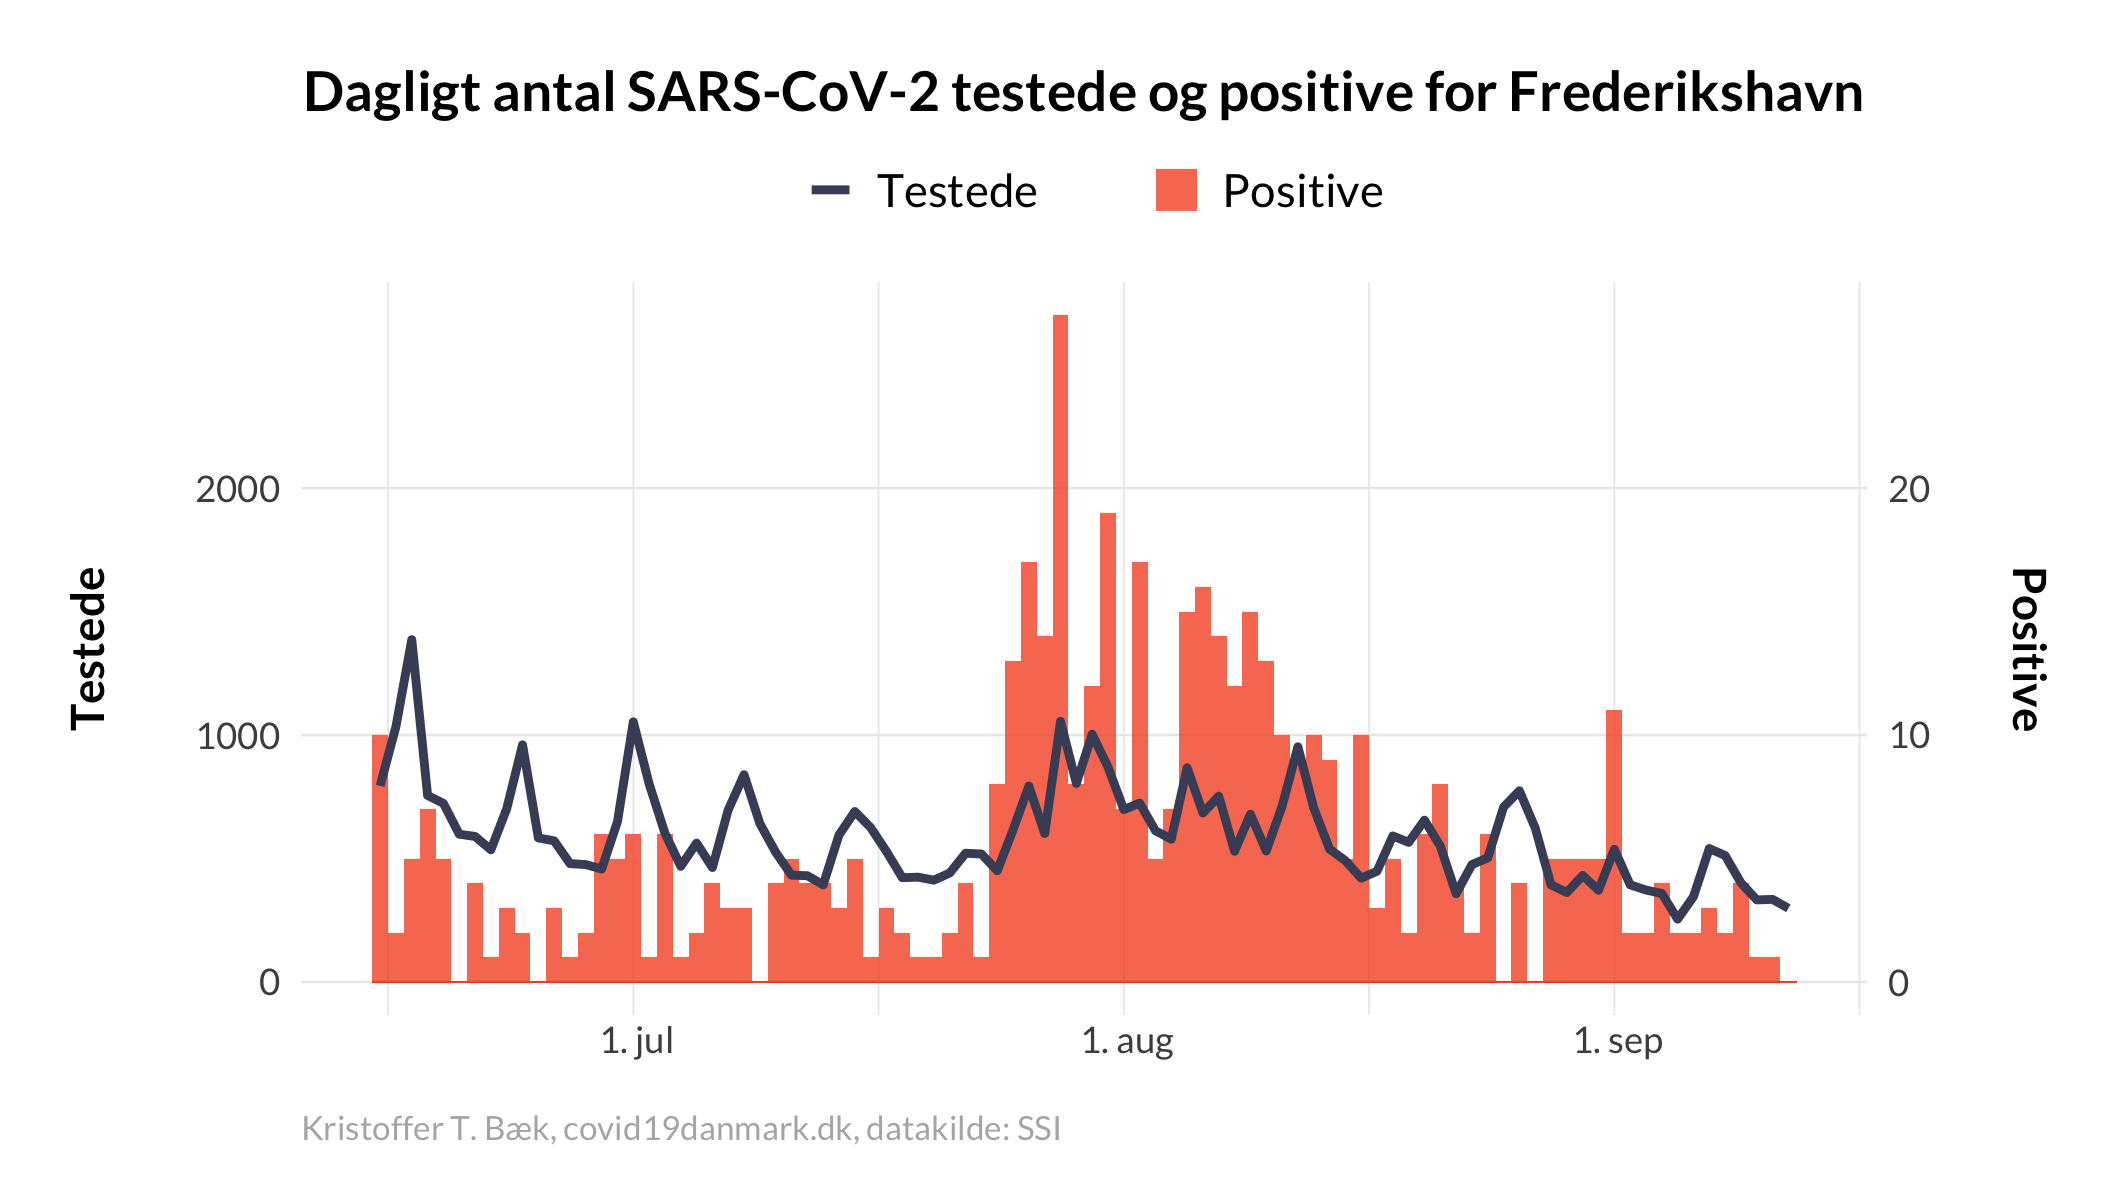 Dagligt antal SARS-CoV-2 testede og positive for Frederikshavn
Testede
Positive
Testede
2000
1000
0
20
10
0
Positive
1. jul
1. aug
1. sep
Kristoffer T. Bæk, covid19danmark.dk, datakilde: SSI